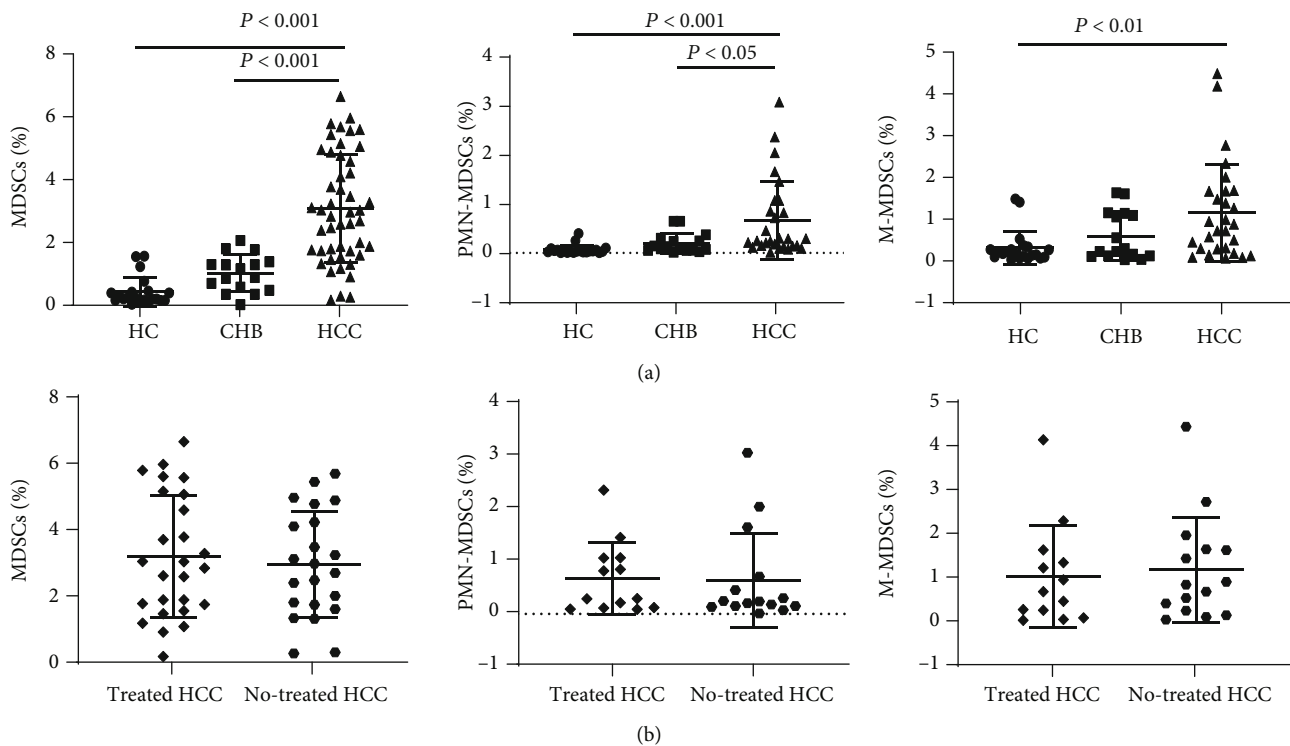 P < 0.001
P < 0.001
MDSCs (%)
8
6
4
2
0
HC CHB HCC
P < 0.001
P < 0.05
PMN-MDSCs (%)
4
3
2
1
0
−1
HC CHB HCC
P < 0.01
M-MDSCs (%)
5
4
3
2
1
0
−1
HC CHB HCC
(a)
MDSCs (%)
8
6
4
2
0
Treated HCC No-treated HCC
PMN-MDSCs (%)
4
3
2
1
0
−1
Treated HCC No-treated HCC
M-MDSCs (%)
5
4
3
2
1
0
−1
Treated HCC No-treated HCC
(b)